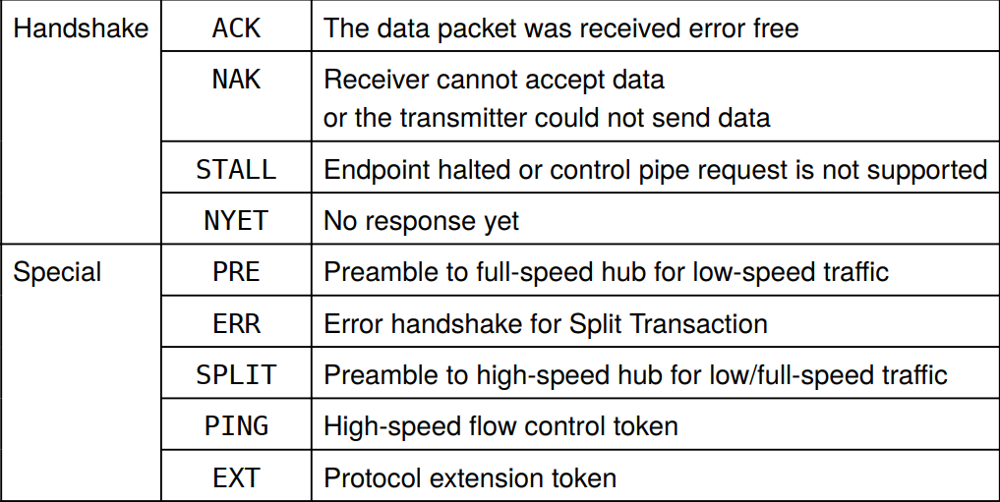 Handshake ACK The data packet was received error free
NAK Receiver cannot accept data
or the transmitter could not send data
STALL Endpoint halted or control pipe request is not supported
NYET No response yet
Special PRE Preamble to full-speed hub for low-speed traffic
ERR Error handshake for Split Transaction
SPLIT Preamble to high-speed hub for low/full-speed traffic
PING High-speed flow control token
EXT Protocol extension token